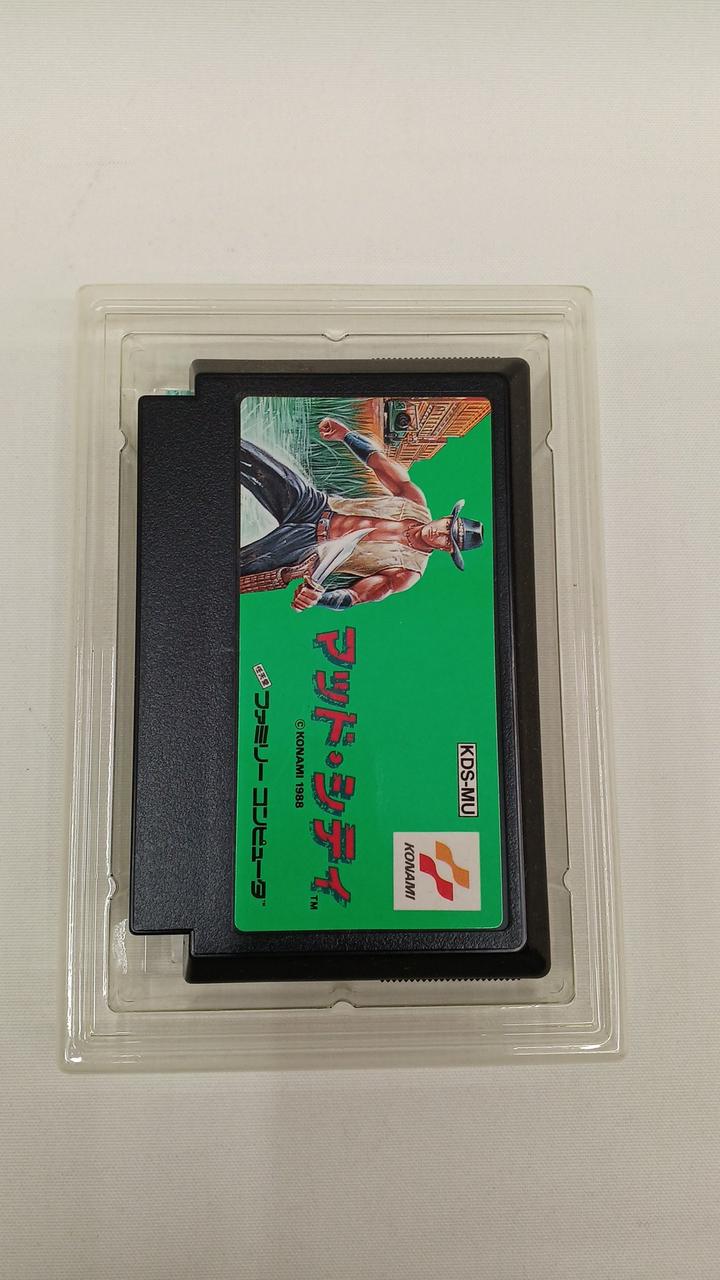 KDS-MU
KONAMI
マッド・シティ™
© KONAMI 1988
任天堂
ファミリー コンピュータ™